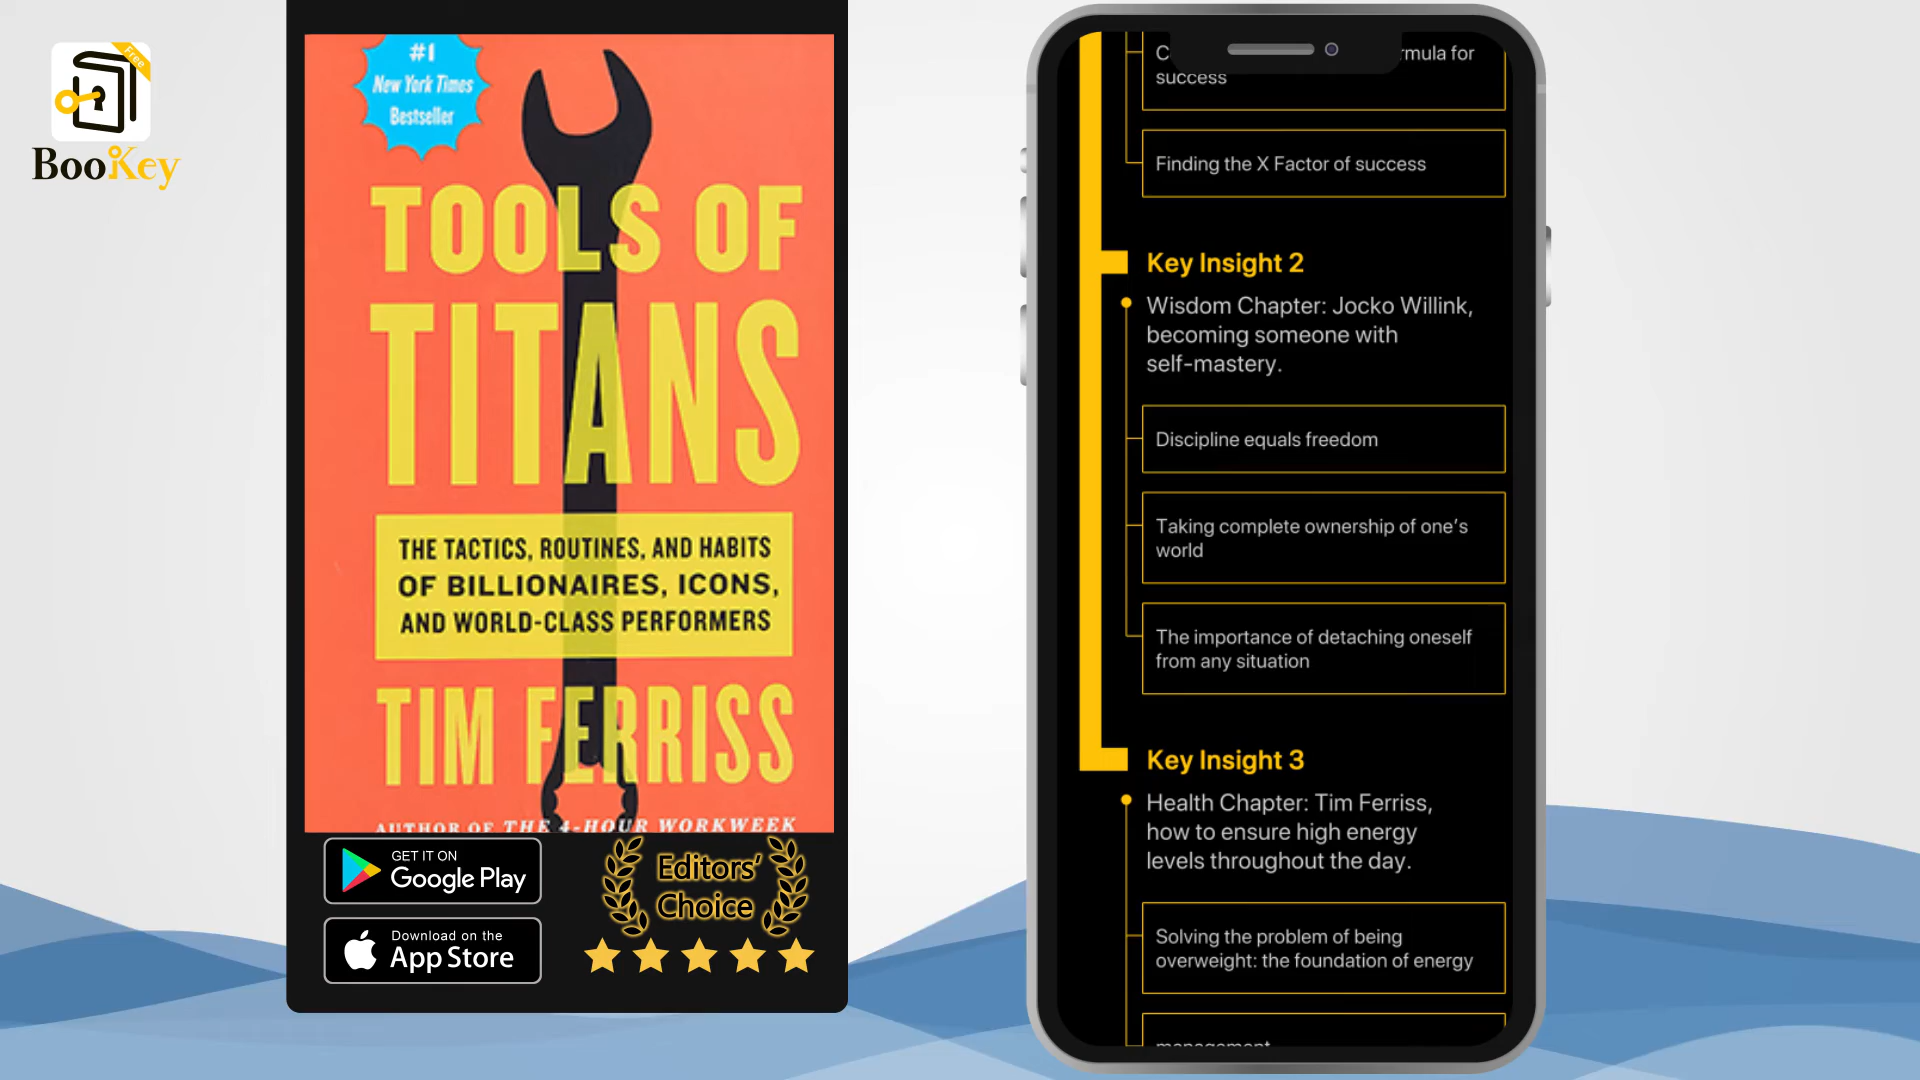 Free
BooKey
#1
New York Times
Bestseller
TOOLS OF
TITANS
THE TACTICS, ROUTINES, AND HABITS
OF BILLIONAIRES, ICONS,
AND WORLD-CLASS PERFORMERS
TIM FERRISS
AUTHOR OF THE 4-HOUR WORKWEEK
GET IT ON
Google Play
Download on the
App Store
Editors'
Choice
for
success
Finding the X Factor of success
Key Insight 2
Wisdom Chapter: Jocko Willink,
becoming someone with
self-mastery.
Discipline equals freedom
Taking complete ownership of one's
world
The importance of detaching oneself
from any situation
Key Insight 3
Health Chapter: Tim Ferriss,
how to ensure high energy
levels throughout the day.
Solving the problem of being
overweight: the foundation of energy
management